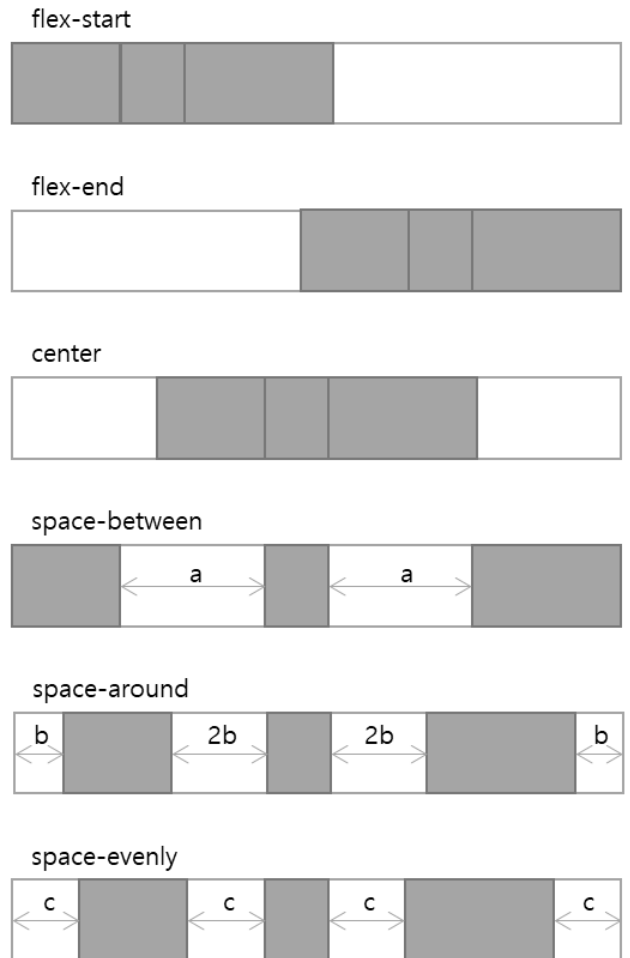 flex-start
flex-end
center
space-between
a a
space-around
b 2b 2b b
space-evenly
c c c c